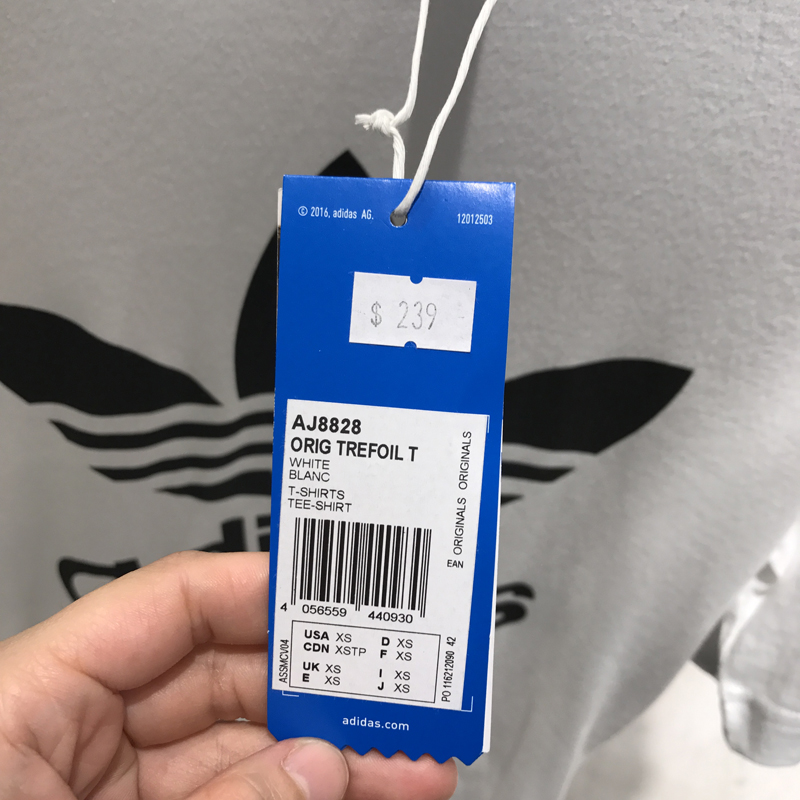 © 2016, adidas AG.
12012503
$ 239
AJ8828
ORIG TREFOIL T
WHITE
BLANC
T-SHIRTS
TEE-SHIRT
ORIGINALS ORIGINALS
EAN
4 056559 440930
USA XS D XS
CDN XSTP F XS
UK XS I XS
E XS J XS
ASSMCV04
PO 116212090 42
adidas.com